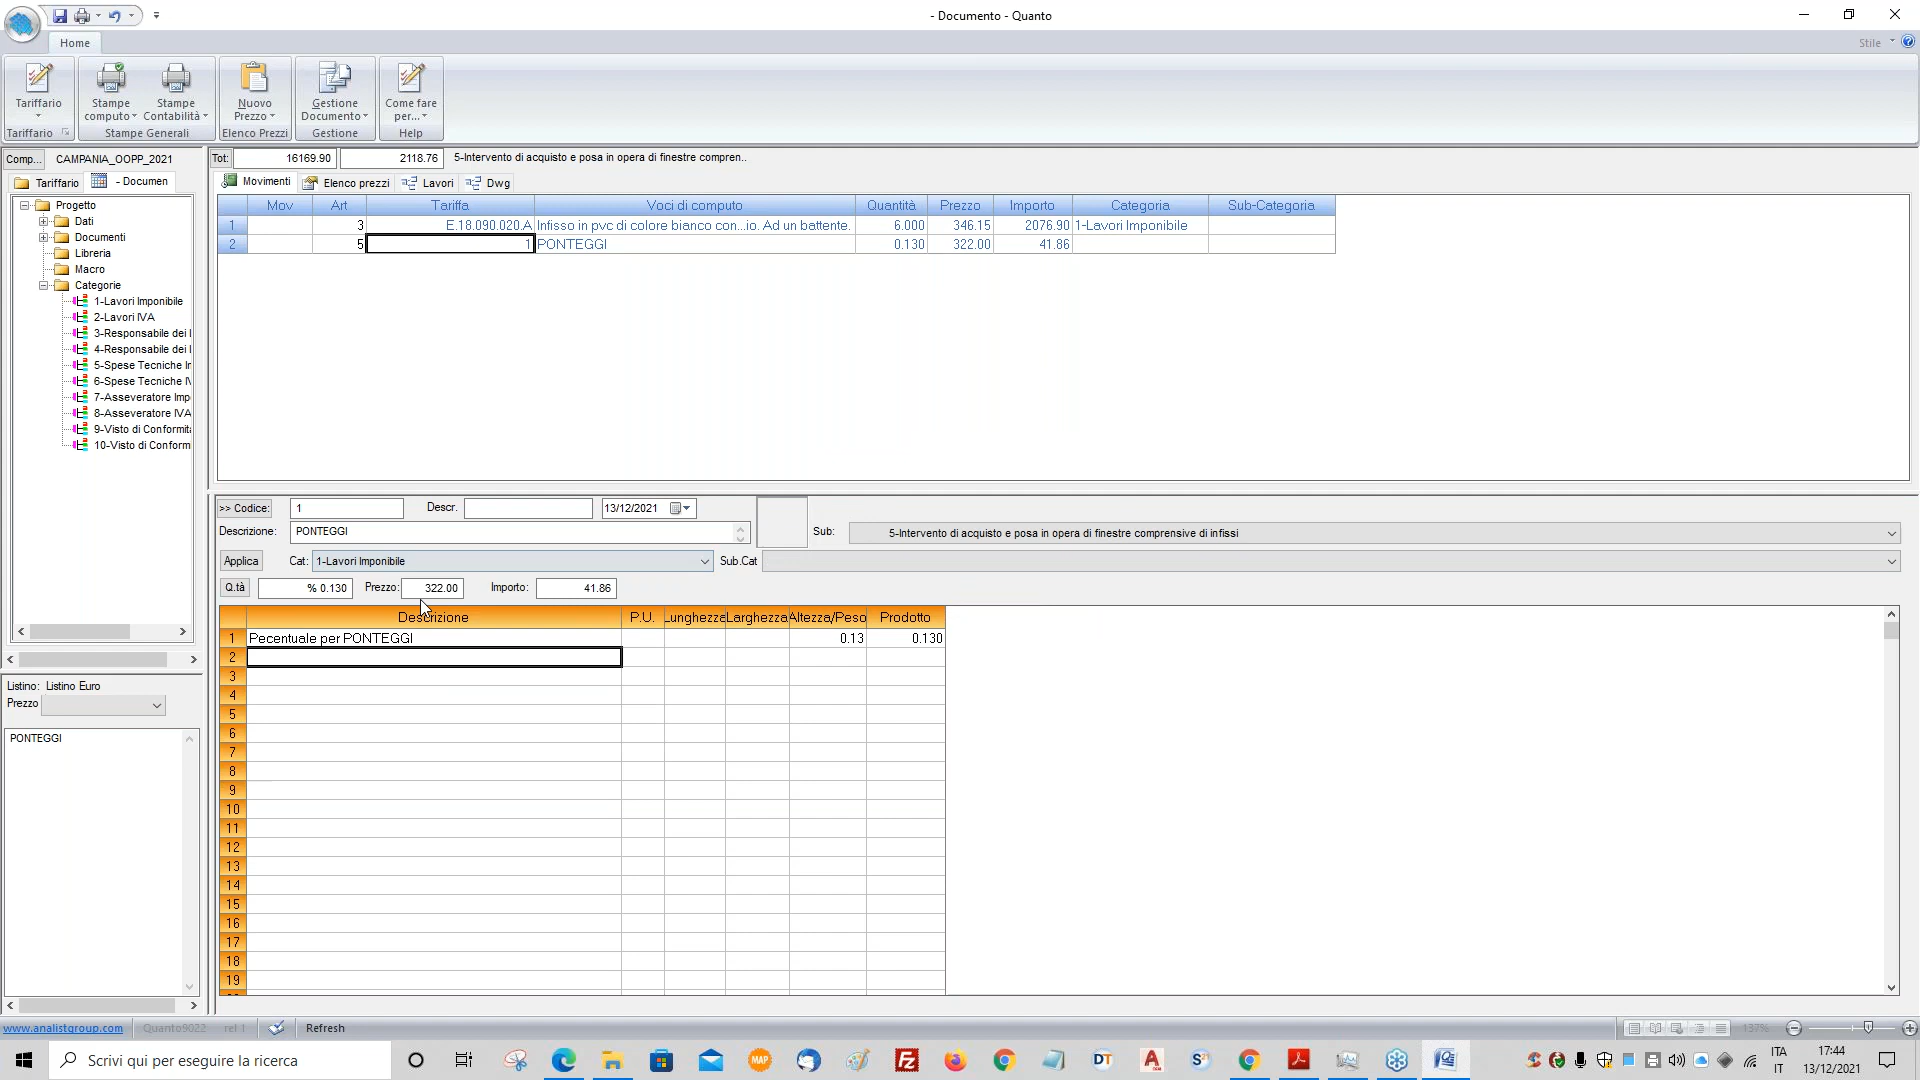 - Documento - Quanto
Home
Stile
Tariffario
Stampe computo
Stampe Contabilità
Nuovo Prezzo
Gestione Documento
Come fare per...
Tariffario
Stampe Generali
Elenco Prezzi
Gestione
Help
Comp... CAMPANIA_OOPP_2021
Tot: 16169.90 2118.76 5-Intervento di acquisto e posa in opera di finestre compren..
Tariffario - Documen
Movimenti Elenco prezzi Lavori Dwg
Progetto
Dati
Documenti
Libreria
Macro
Categorie
1-Lavori Imponibile
2-Lavori IVA
3-Responsabile dei l
4-Responsabile dei l
5-Spese Tecniche Ir
6-Spese Tecniche IV
7-Asseveratore Imp
8-Asseveratore IVA
9-Visto di Conformit
10-Visto di Conform
Mov Art Tariffa Voci di computo Quantità Prezzo Importo Categoria Sub-Categoria
1 3 E.18.090.020.A Infisso in pvc di colore bianco con...io. Ad un battente. 6.000 346.15 2076.90 1-Lavori Imponibile
2 5 1 PONTEGGI 0.130 322.00 41.86
>> Codice: 1 Descr. 13/12/2021
Descrizione: PONTEGGI Sub: 5-Intervento di acquisto e posa in opera di finestre comprensive di infissi
Applica Cat: 1-Lavori Imponibile Sub.Cat
Q.tà % 0.130 Prezzo: 322.00 Importo: 41.86
Descrizione P.U. Lunghezza Larghezza Altezza/Peso Prodotto
1 Pecentuale per PONTEGGI 0.13 0.130
2
3
4
5
6
7
8
9
10
11
12
13
14
15
16
17
18
19
Listino: Listino Euro
Prezzo
PONTEGGI
www.analistgroup.com Quanto9022 rel 1 Refresh 137%
Scrivi qui per eseguire la ricerca
MAP
DT
A
ITA
IT
17:44
13/12/2021